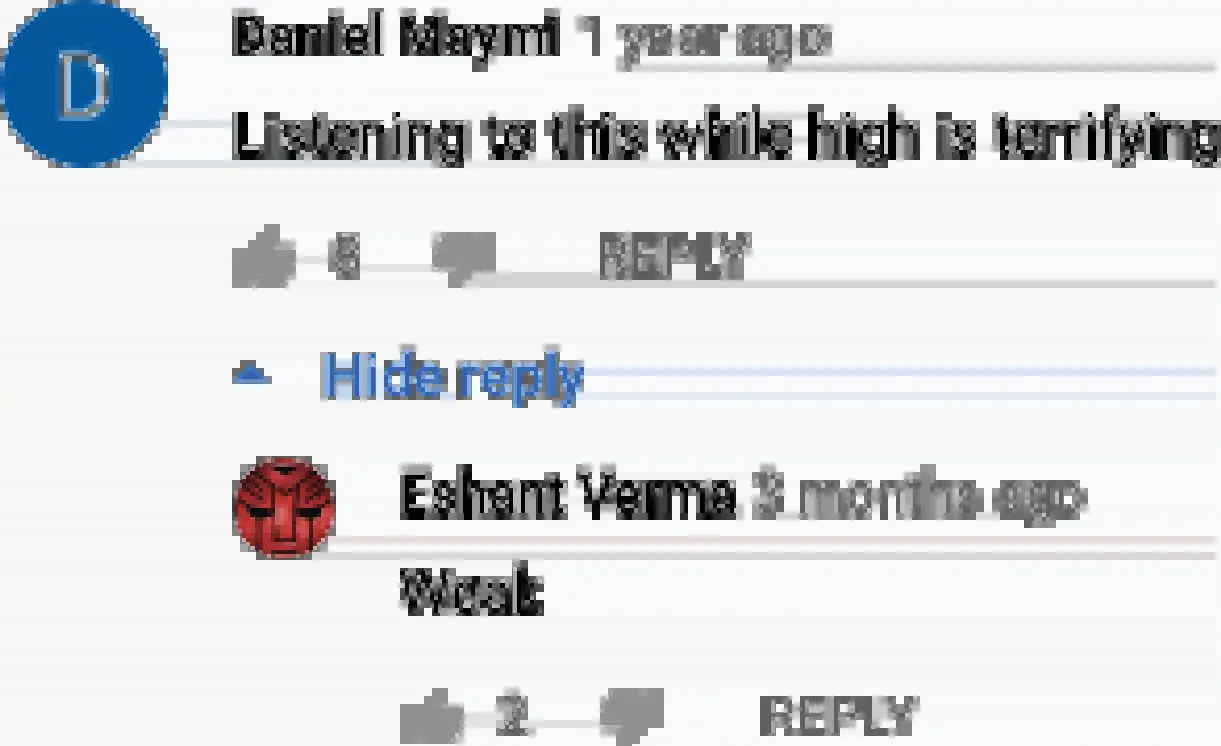 D
Daniel Maymi 1 year ago
Listening to this while high is terrifying
REPLY
Hide reply
Eshant Verma 3 months ago
Weak
2
REPLY